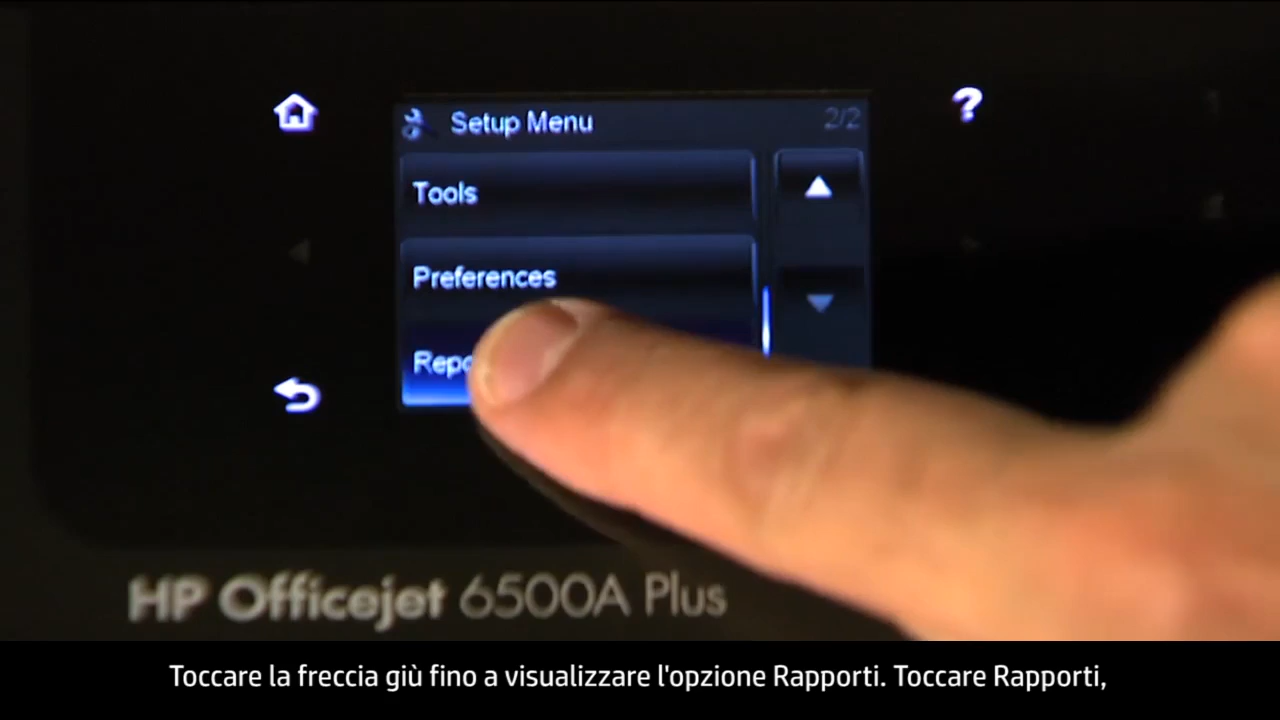 Setup Menu 2/2
Tools
Preferences
?
HP Officejet 6500A Plus
Toccare la freccia giù fino a visualizzare l'opzione Rapporti. Toccare Rapporti,